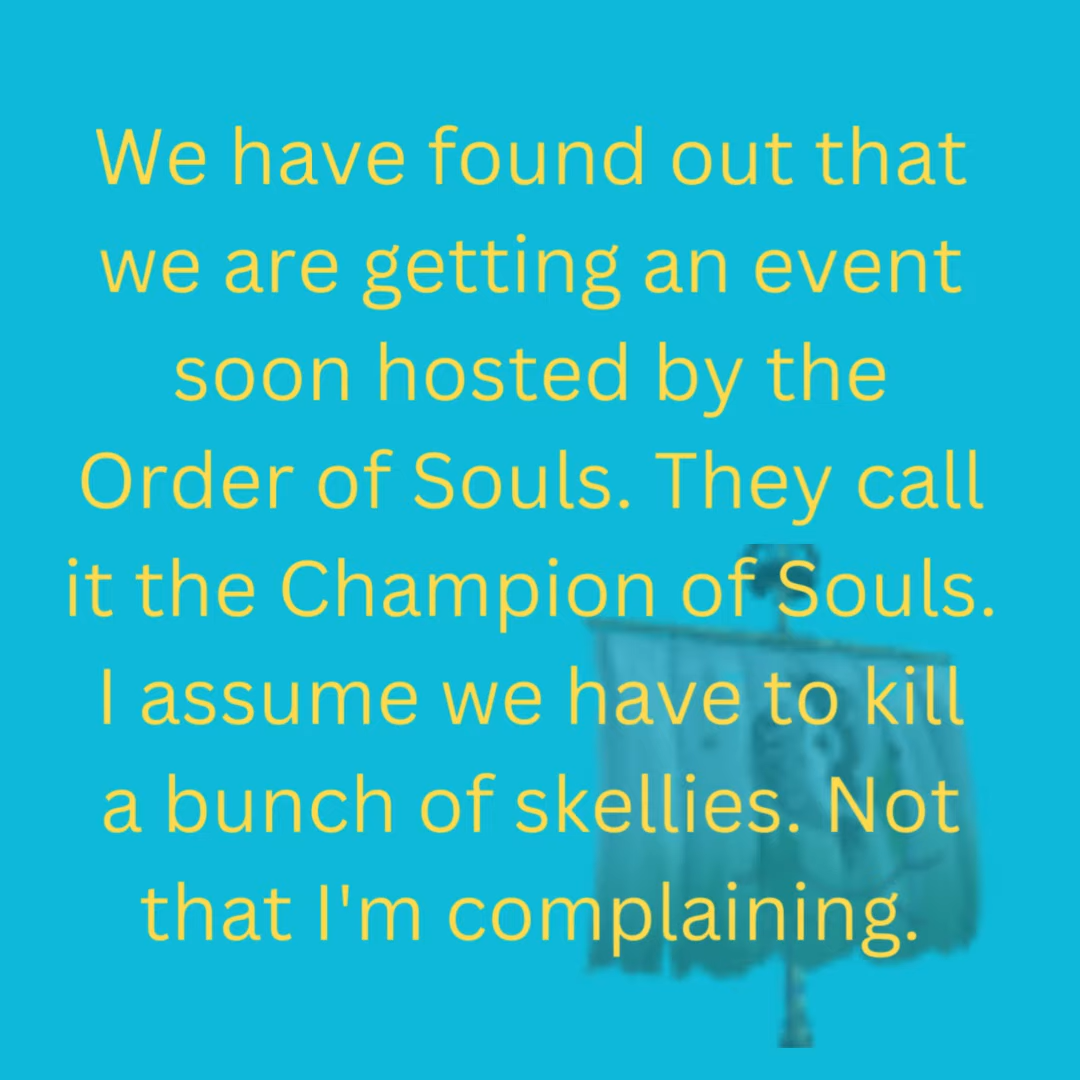 We have found out that
we are getting an event
soon hosted by the
Order of Souls. They call
it the Champion of Souls.
I assume we have to kill
a bunch of skellies. Not
that I'm complaining.